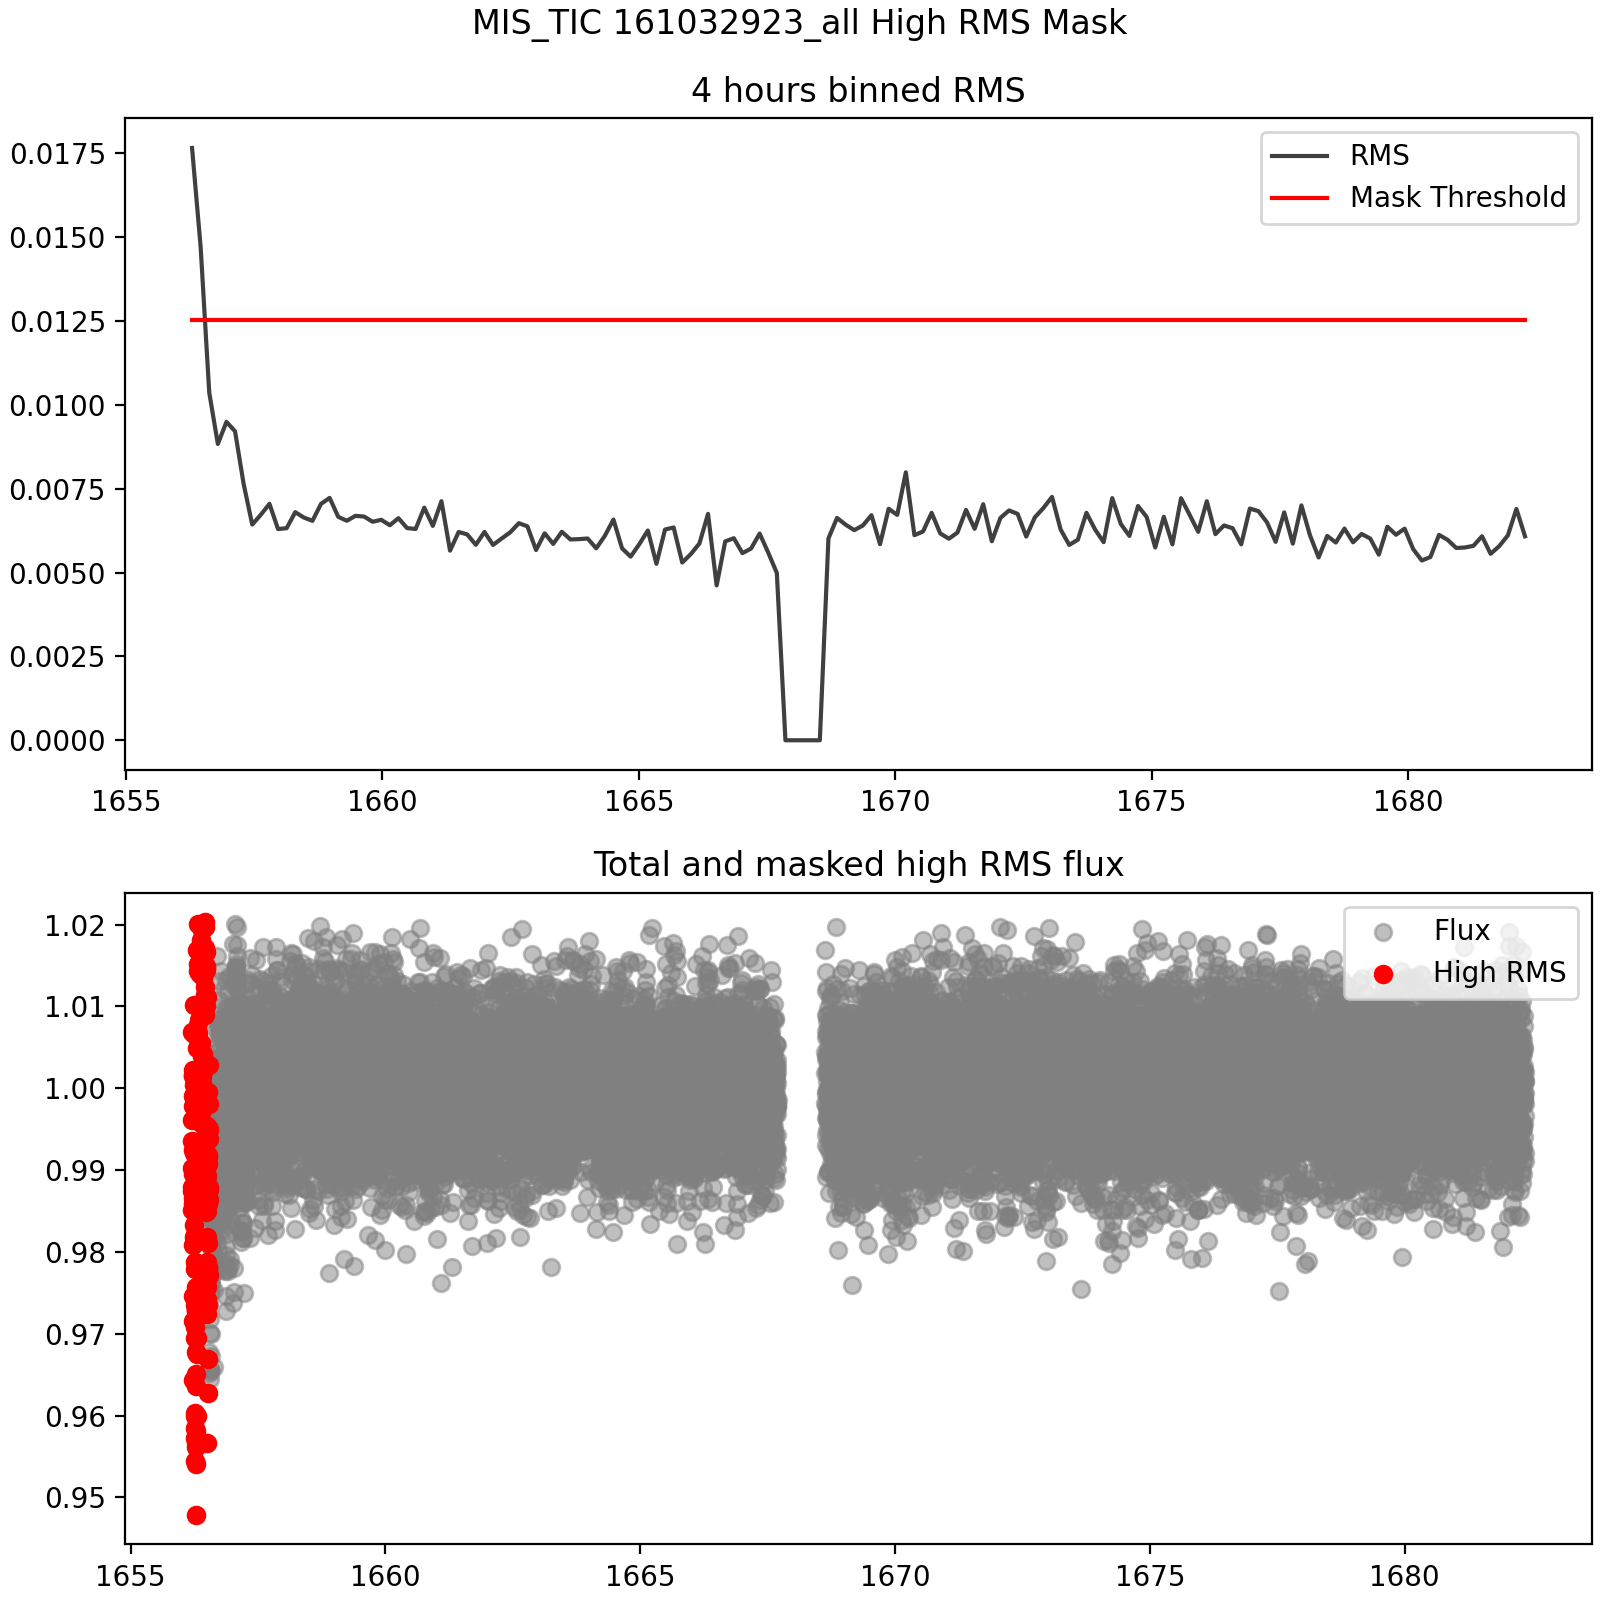 MIS_TIC 161032923_all High RMS Mask
4 hours binned RMS
0.0175
0.0150
0.0125
0.0100
0.0075
0.0050
0.0025
0.0000
RMS
Mask Threshold
1655 1660 1665 1670 1675 1680
Total and masked high RMS flux
1.02
1.01
1.00
0.99
0.98
0.97
0.96
0.95
Flux
High RMS
1655 1660 1665 1670 1675 1680